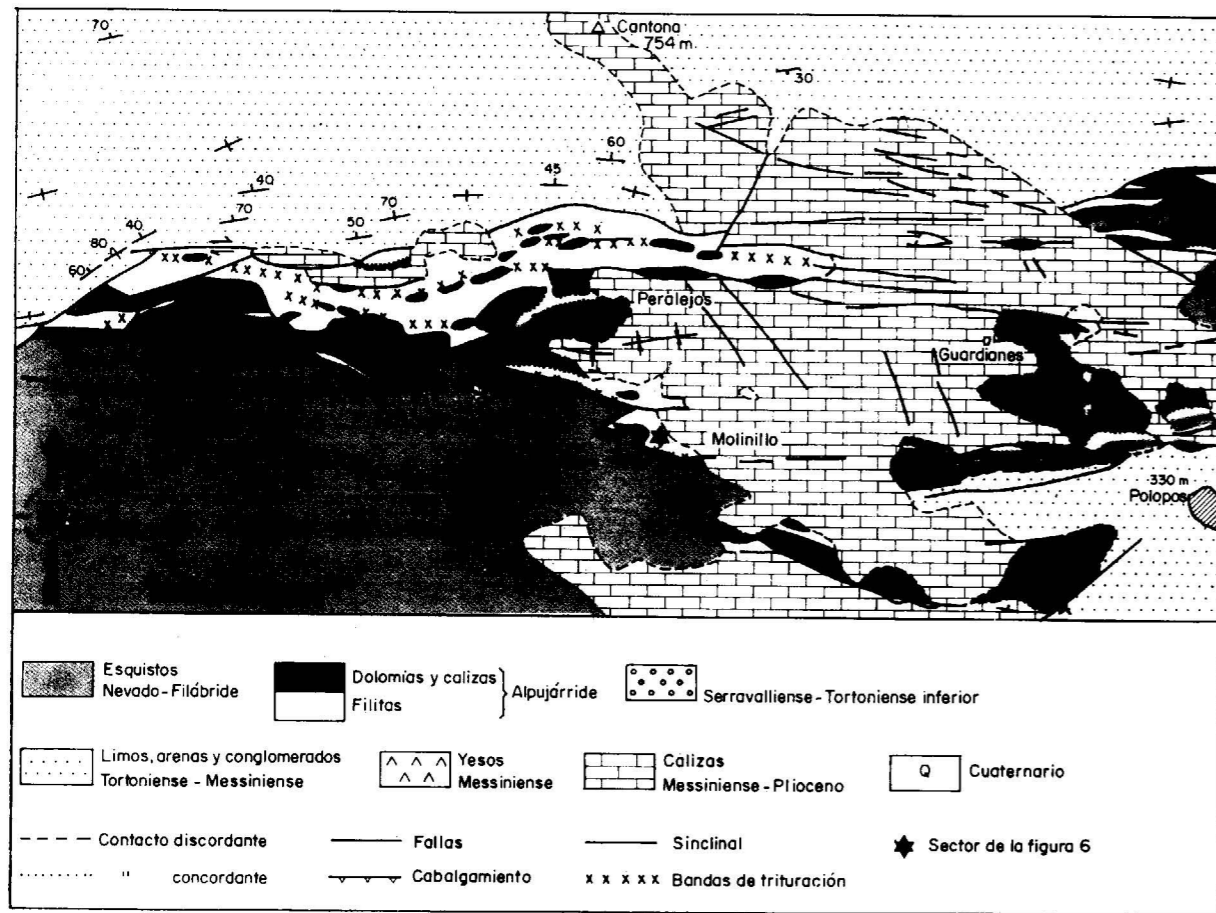 70
Cantona
754 m.
30
60
45
40
70
70
40
50
80
60
Peralejos
Guardianes
Molinillo
330 m
Polopos
Esquistos
Nevado-Filábride
Dolomías y calizas
Filitas
Alpujárride
Serravalliense-Tortoniense inferior
Limos, arenas y conglomerados
Tortoniense - Messiniense
Yesos
Messiniense
Calizas
Messiniense-Plioceno
Q
Cuaternario
Contacto discordante
" concordante
Fallas
Cabalgamiento
Sinclinal
x x x x x Bandas de trituración
Sector de la figura 6